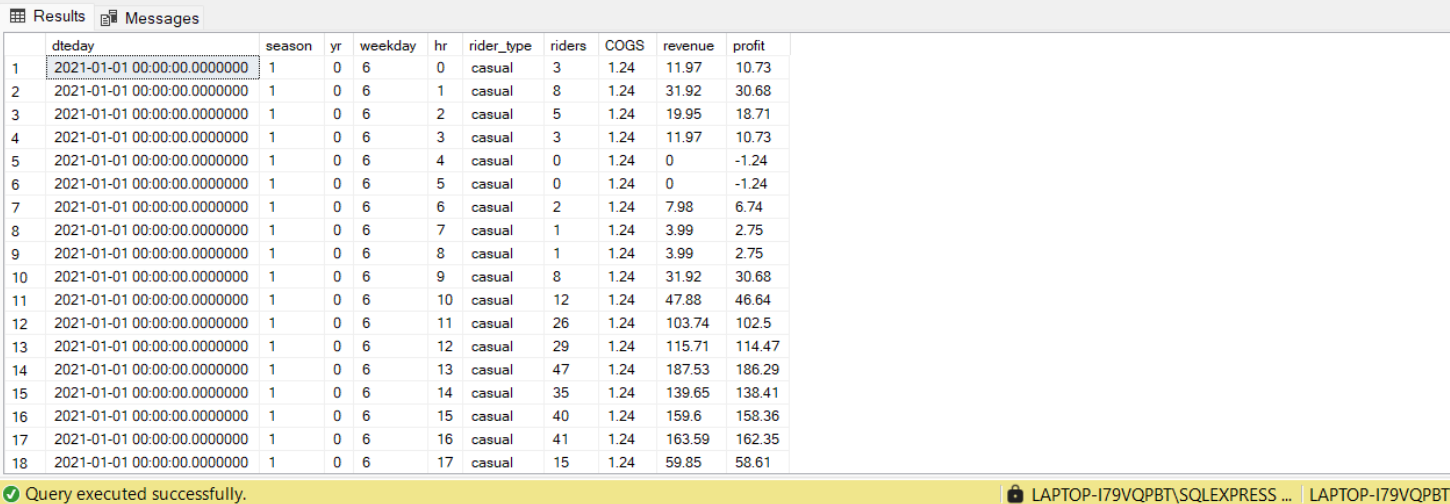 Results Messages
dteday season yr weekday hr rider_type riders COGS revenue profit
1 2021-01-01 00:00:00.0000000 1 0 6 0 casual 3 1.24 11.97 10.73
2 2021-01-01 00:00:00.0000000 1 0 6 1 casual 8 1.24 31.92 30.68
3 2021-01-01 00:00:00.0000000 1 0 6 2 casual 5 1.24 19.95 18.71
4 2021-01-01 00:00:00.0000000 1 0 6 3 casual 3 1.24 11.97 10.73
5 2021-01-01 00:00:00.0000000 1 0 6 4 casual 0 1.24 0 -1.24
6 2021-01-01 00:00:00.0000000 1 0 6 5 casual 0 1.24 0 -1.24
7 2021-01-01 00:00:00.0000000 1 0 6 6 casual 2 1.24 7.98 6.74
8 2021-01-01 00:00:00.0000000 1 0 6 7 casual 1 1.24 3.99 2.75
9 2021-01-01 00:00:00.0000000 1 0 6 8 casual 1 1.24 3.99 2.75
10 2021-01-01 00:00:00.0000000 1 0 6 9 casual 8 1.24 31.92 30.68
11 2021-01-01 00:00:00.0000000 1 0 6 10 casual 12 1.24 47.88 46.64
12 2021-01-01 00:00:00.0000000 1 0 6 11 casual 26 1.24 103.74 102.5
13 2021-01-01 00:00:00.0000000 1 0 6 12 casual 29 1.24 115.71 114.47
14 2021-01-01 00:00:00.0000000 1 0 6 13 casual 47 1.24 187.53 186.29
15 2021-01-01 00:00:00.0000000 1 0 6 14 casual 35 1.24 139.65 138.41
16 2021-01-01 00:00:00.0000000 1 0 6 15 casual 40 1.24 159.6 158.36
17 2021-01-01 00:00:00.0000000 1 0 6 16 casual 41 1.24 163.59 162.35
18 2021-01-01 00:00:00.0000000 1 0 6 17 casual 15 1.24 59.85 58.61
Query executed successfully. LAPTOP-I79VQPBT\SQLEXPRESS ... LAPTOP-I79VQPBT